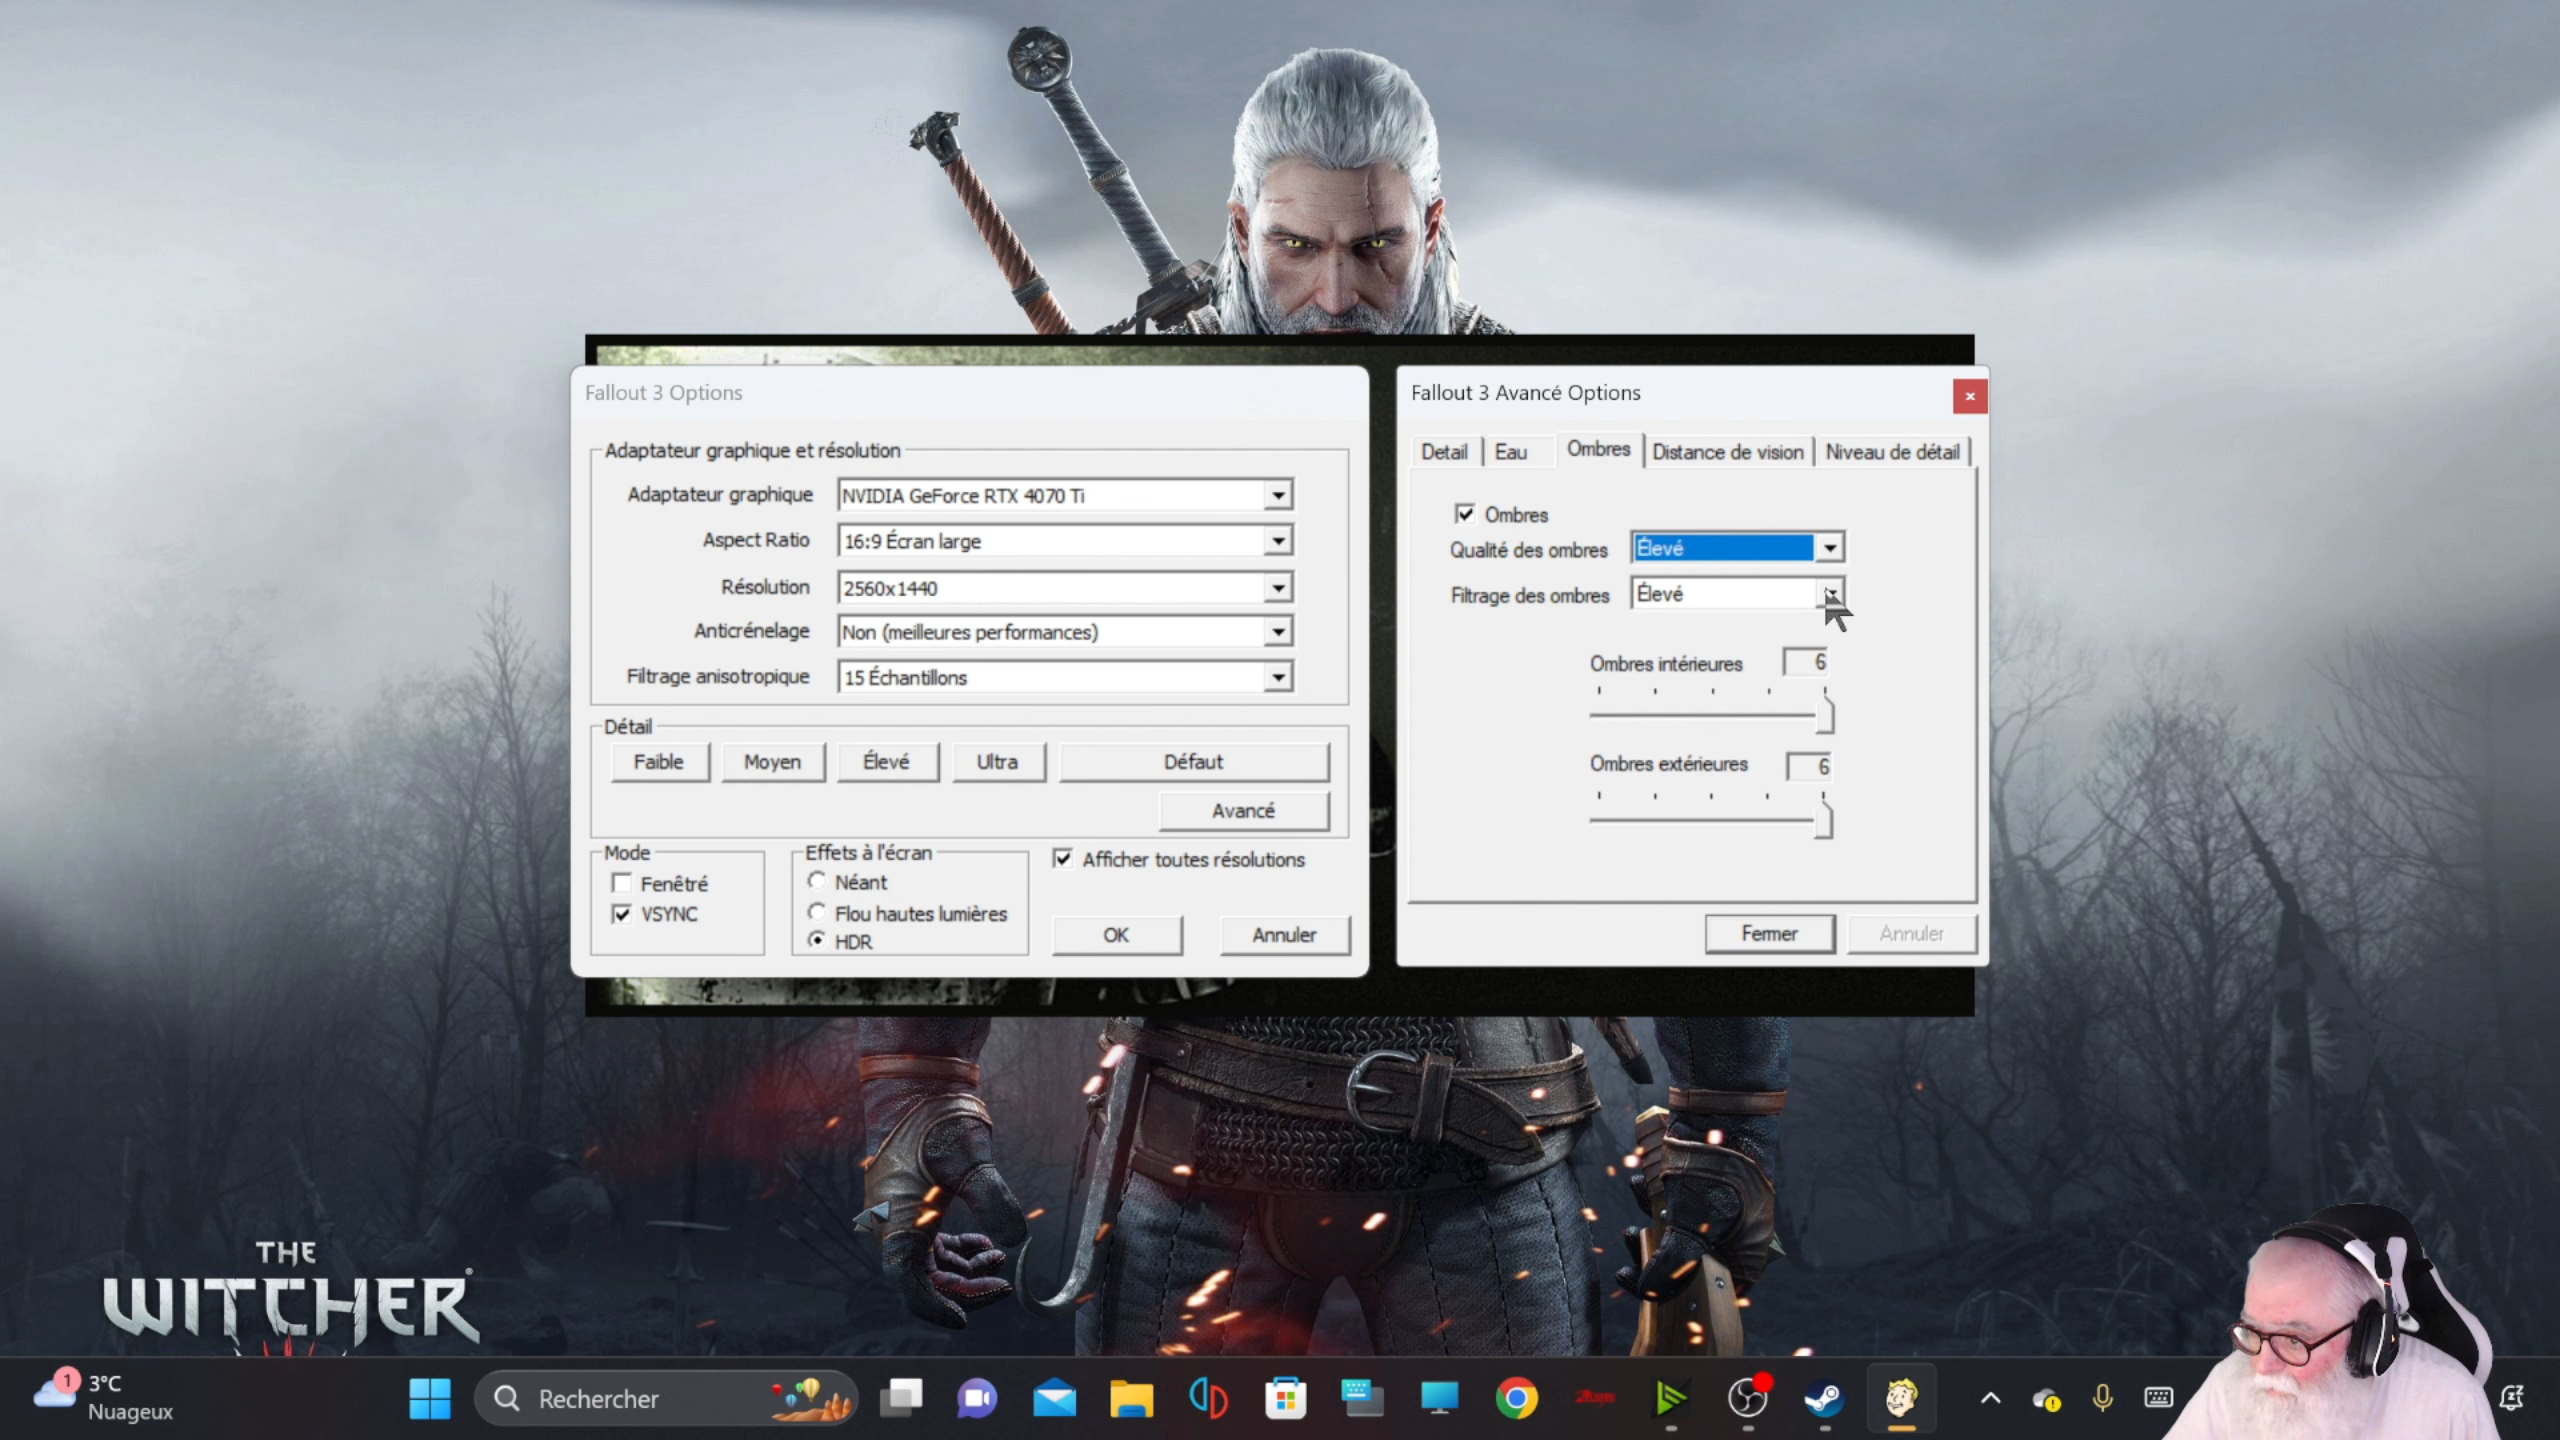 Fallout 3 Options
Adaptateur graphique et résolution
Adaptateur graphique NVIDIA GeForce RTX 4070 Ti
Aspect Ratio 16:9 Écran large
Résolution 2560x1440
Anticrénelage Non (meilleures performances)
Filtrage anisotropique 15 Échantillons
Détail
Faible Moyen Élevé Ultra Défaut
Avancé
Mode
Fenêtré
VSYNC
Effets à l'écran
Néant
Flou hautes lumières
HDR
Afficher toutes résolutions
OK Annuler
Fallout 3 Avancé Options
Detail Eau Ombres Distance de vision Niveau de détail
Ombres
Qualité des ombres Élevé
Filtrage des ombres Élevé
Ombres intérieures 6
Ombres extérieures 6
Fermer Annuler
THE
WITCHER
1
3°C
Nuageux
Rechercher